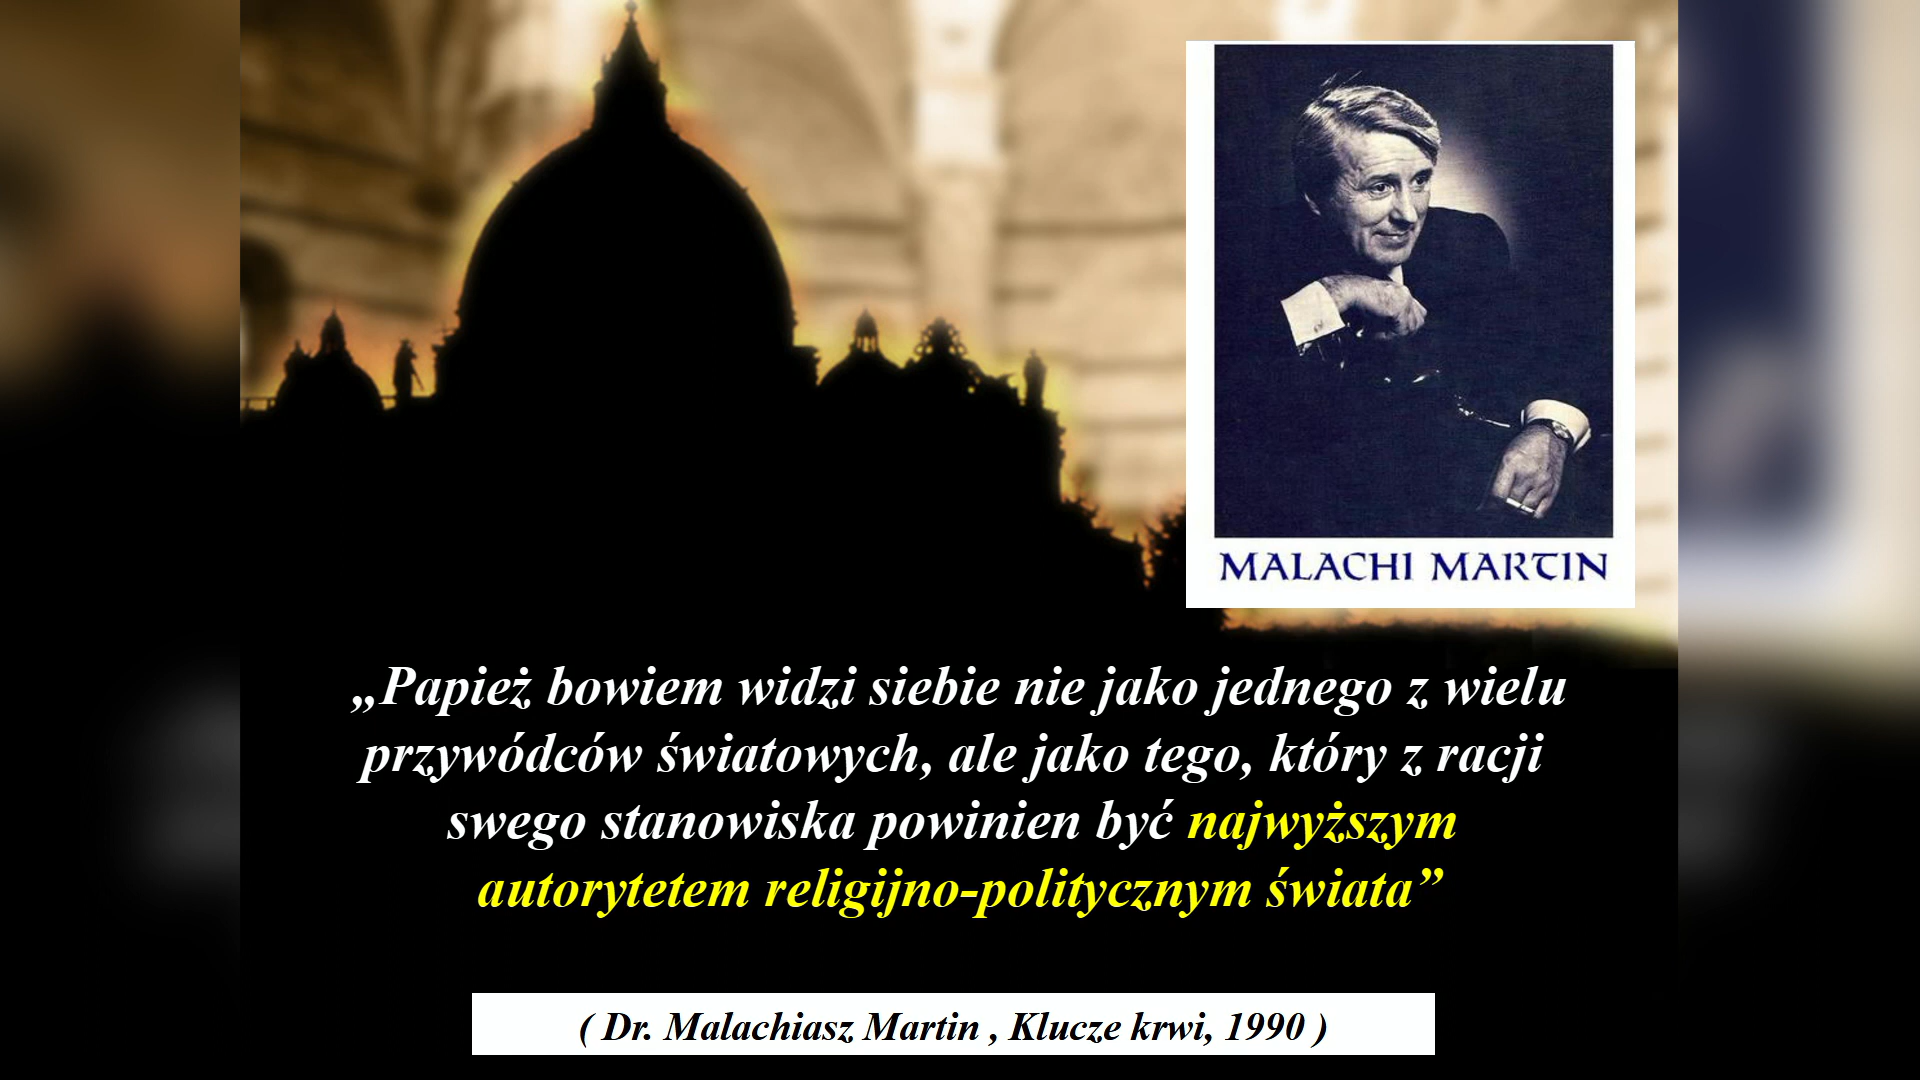 MALACHI MARTIN
„Papież bowiem widzi siebie nie jako jednego z wielu
przywódców światowych, ale jako tego, który z racji
swego stanowiska powinien być najwyższym
autorytetem religijno-politycznym świata”
( Dr. Malachiasz Martin , Klucze krwi, 1990 )